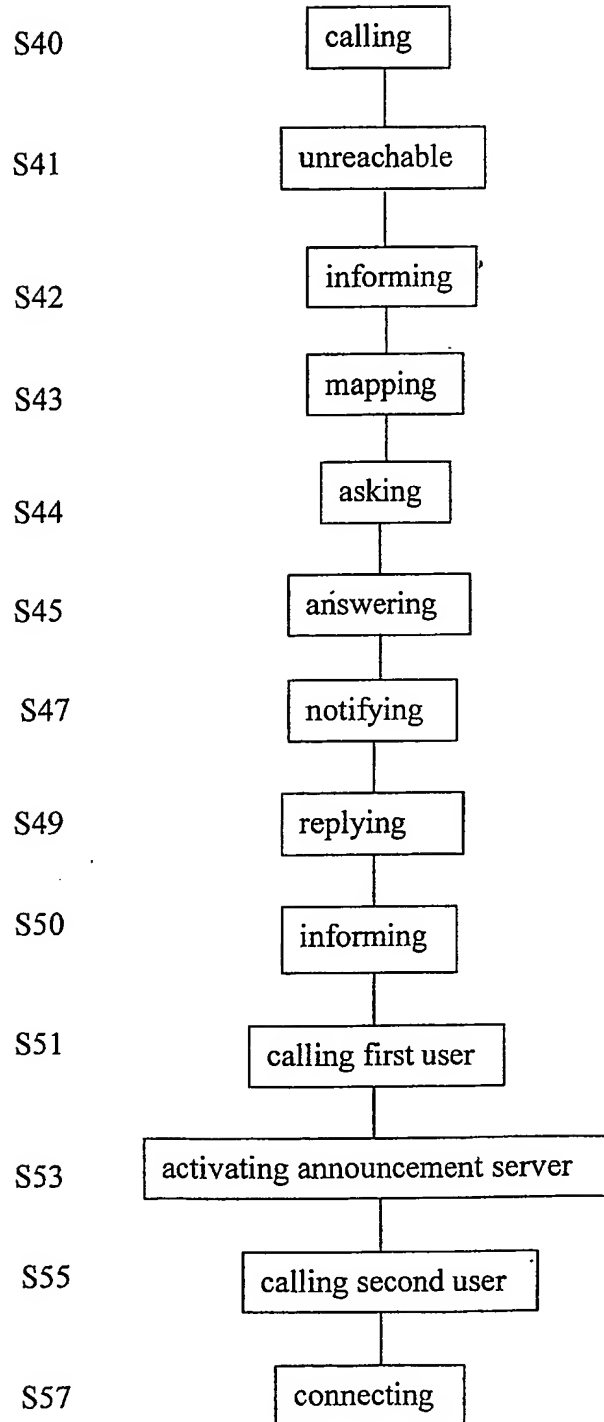 S40 calling
S41 unreachable
S42 informing
S43 mapping
S44 asking
S45 answering
S47 notifying
S49 replying
S50 informing
S51 calling first user
S53 activating announcement server
S55 calling second user
S57 connecting